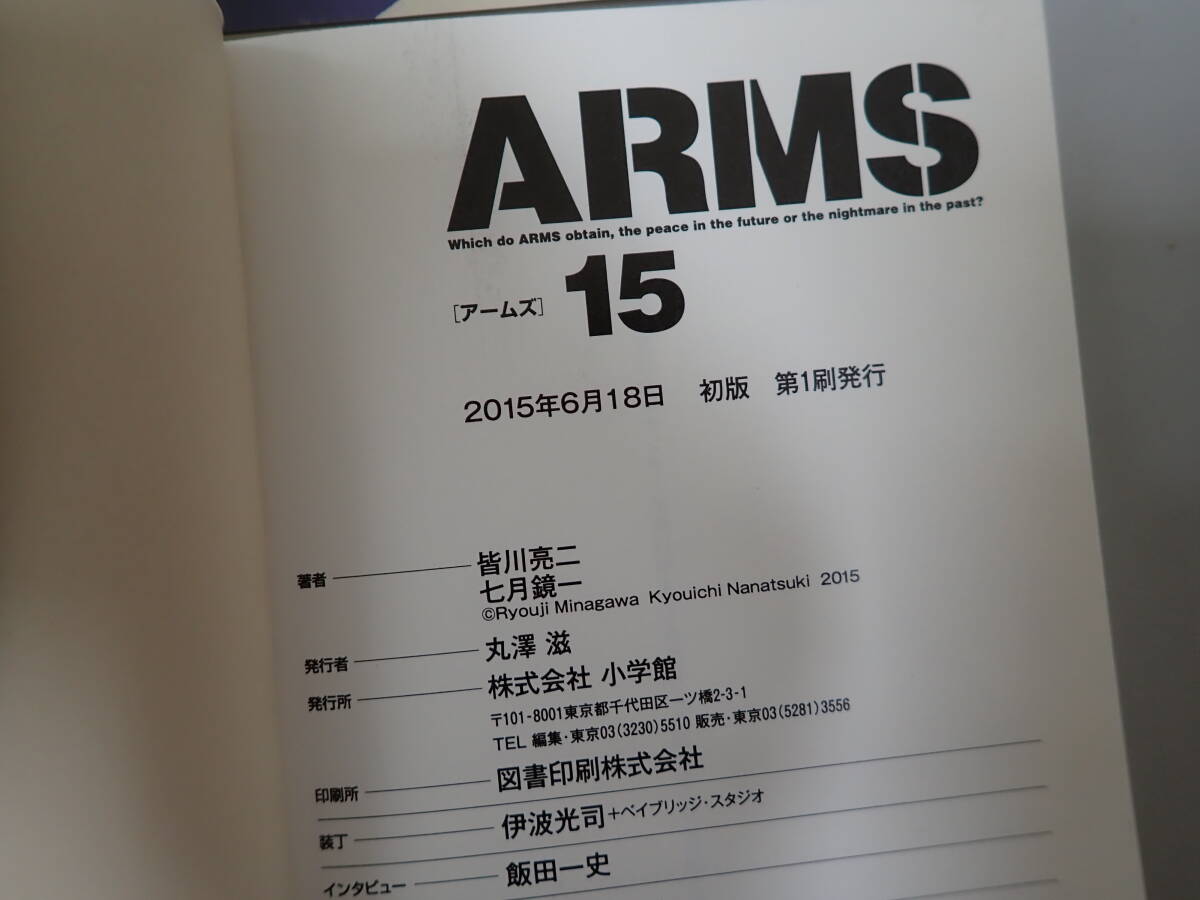 ARMS
Which do ARMS obtain, the peace in the future or the nightmare in the past?
[アームズ] 15
2015年6月18日 初版 第1刷発行
著者 皆川亮二
七月鏡一
©Ryouji Minagawa Kyouichi Nanatsuki 2015
発行者 丸澤 滋
発行所 株式会社 小学館
〒101-8001東京都千代田区一ツ橋2-3-1
TEL 編集・東京03(3230)5510 販売・東京03(5281)3556
印刷所 図書印刷株式会社
装丁 伊波光司+ベイブリッジ・スタジオ
インタビュー 飯田一史